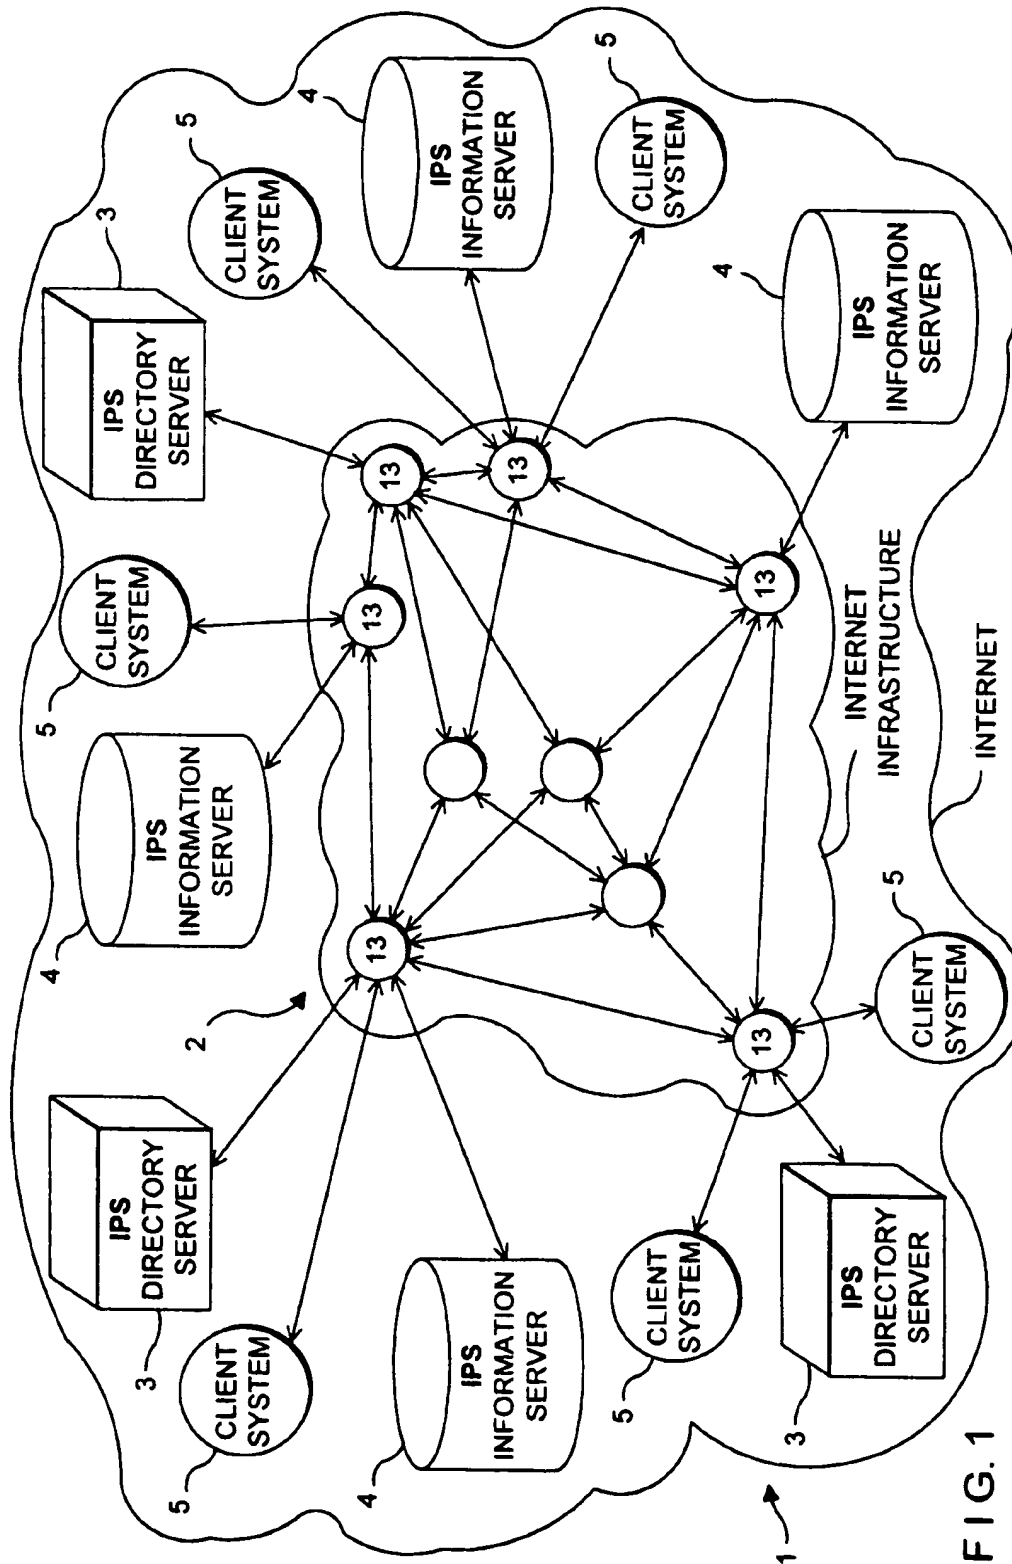 IPS
DIRECTORY
SERVER
3
4
IPS
INFORMATION
SERVER
5
CLIENT
SYSTEM
IPS
DIRECTORY
SERVER
3
5
CLIENT
SYSTEM
2
CLIENT
SYSTEM
5
4
IPS
INFORMATION
SERVER
13
13
13
IPS
INFORMATION
SERVER
4
13
5
CLIENT
SYSTEM
CLIENT
SYSTEM
5
13
13
4
IPS
INFORMATION
SERVER
3
IPS
DIRECTORY
SERVER
INTERNET
INFRASTRUCTURE
1
5
CLIENT
SYSTEM
INTERNET
FIG. 1